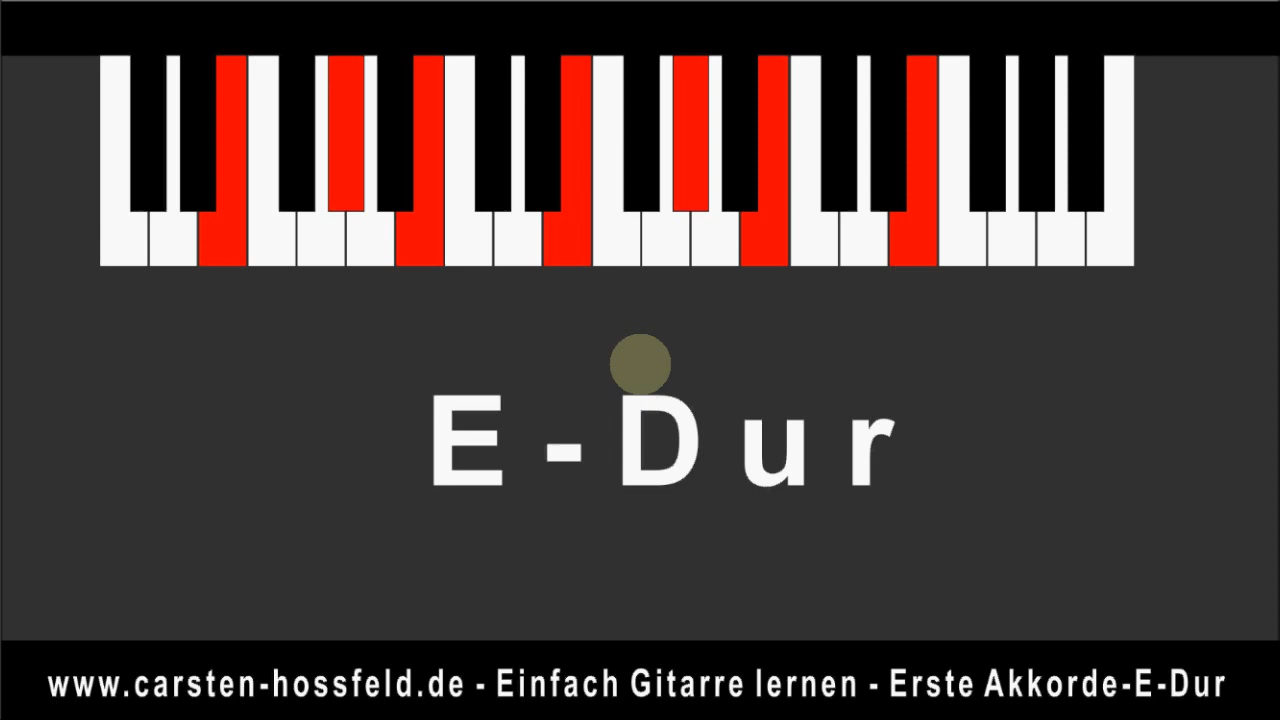 E - D u r
www.carsten-hossfeld.de - Einfach Gitarre lernen - Erste Akkorde-E-Dur